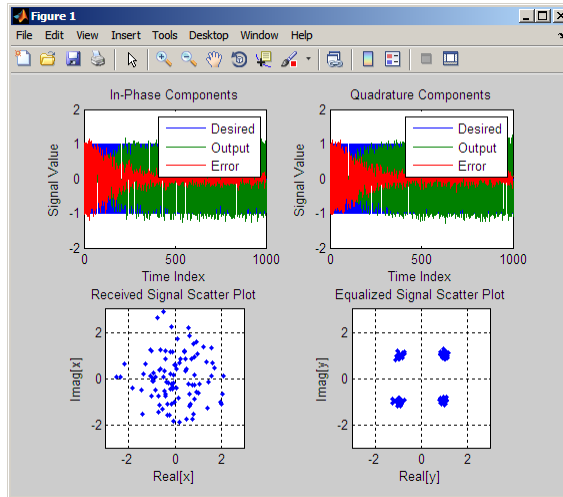 Figure 1
File Edit View Insert Tools Desktop Window Help
In-Phase Components
2
1
0
-1
-2
Signal Value
Desired
Output
Error
0 500 1000
Time Index
Quadrature Components
2
1
0
-1
-2
Signal Value
Desired
Output
Error
0 500 1000
Time Index
Received Signal Scatter Plot
2
0
-2
Imag[x]
-2 0 2
Real[x]
Equalized Signal Scatter Plot
2
0
-2
Imag[y]
-2 0 2
Real[y]